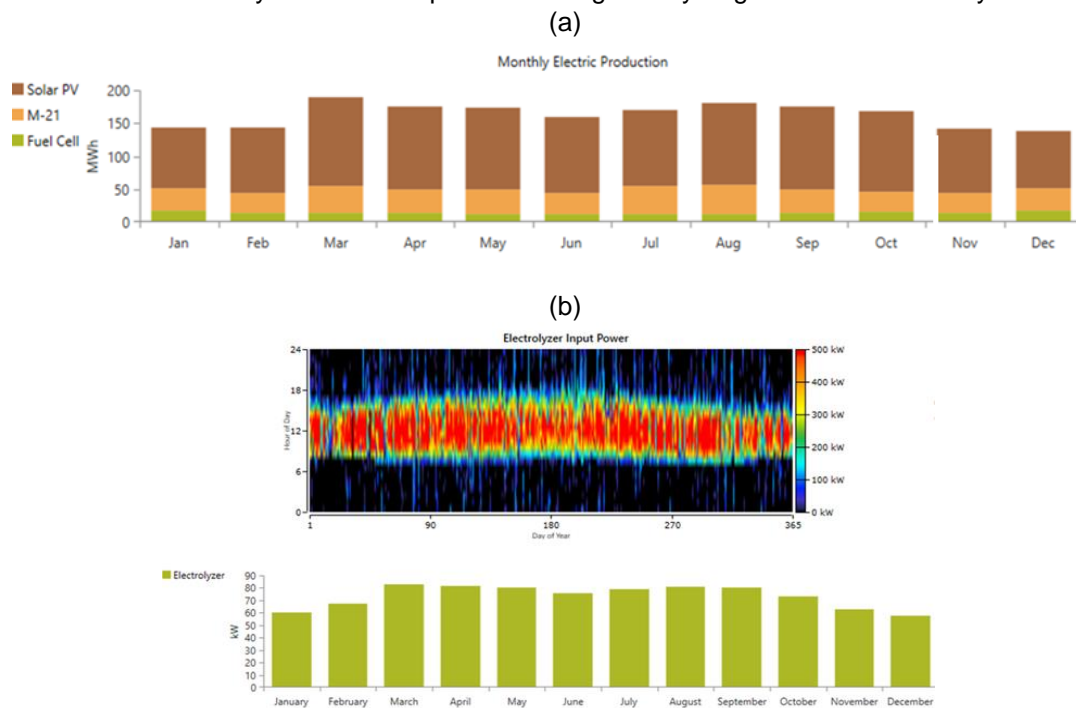 (a)
Monthly Electric Production
Solar PV
M-21
Fuel Cell
MWh
200
150
100
50
0
Jan Feb Mar Apr May Jun Jul Aug Sep Oct Nov Dec
(b)
Electrolyzer Input Power
Hour of Day
24
18
12
6
0
1 90 180 270 365
Day of Year
500 kW
400 kW
300 kW
200 kW
100 kW
0 kW
Electrolyzer
kW
90
80
70
60
50
40
30
20
10
0
January February March April May June July August September October November December